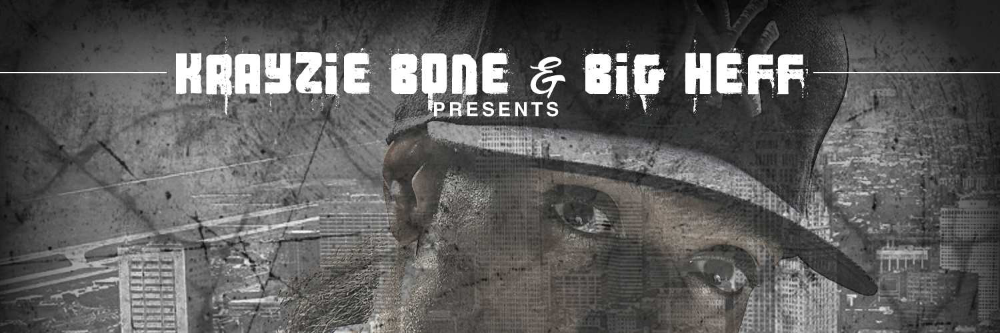 KRAYZiE BONE & BiG HEFF
PRESENTS